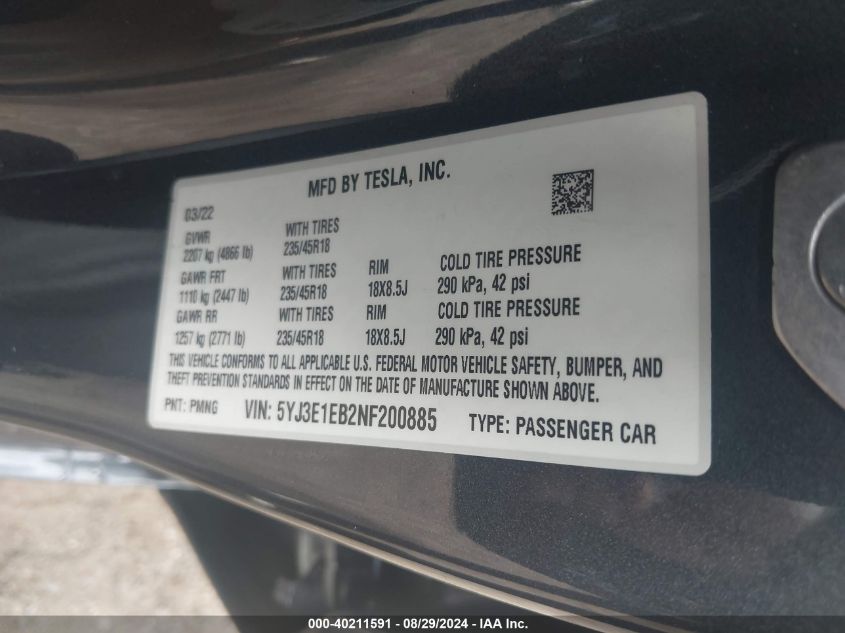 MFD BY TESLA, INC.
03/22
GVWR WITH TIRES
2207 kg (4866 lb) 235/45R18
GAWR FRT WITH TIRES RIM COLD TIRE PRESSURE
1110 kg (2447 lb) 235/45R18 18X8.5J 290 kPa, 42 psi
GAWR RR WITH TIRES RIM COLD TIRE PRESSURE
1257 kg (2771 lb) 235/45R18 18X8.5J 290 kPa, 42 psi
THIS VEHICLE CONFORMS TO ALL APPLICABLE U.S. FEDERAL MOTOR VEHICLE SAFETY, BUMPER, AND
THEFT PREVENTION STANDARDS IN EFFECT ON THE DATE OF MANUFACTURE SHOWN ABOVE.
PNT: PMNG VIN: 5YJ3E1EB2NF200885 TYPE: PASSENGER CAR
000-40211591 - 08/29/2024 - IAA Inc.